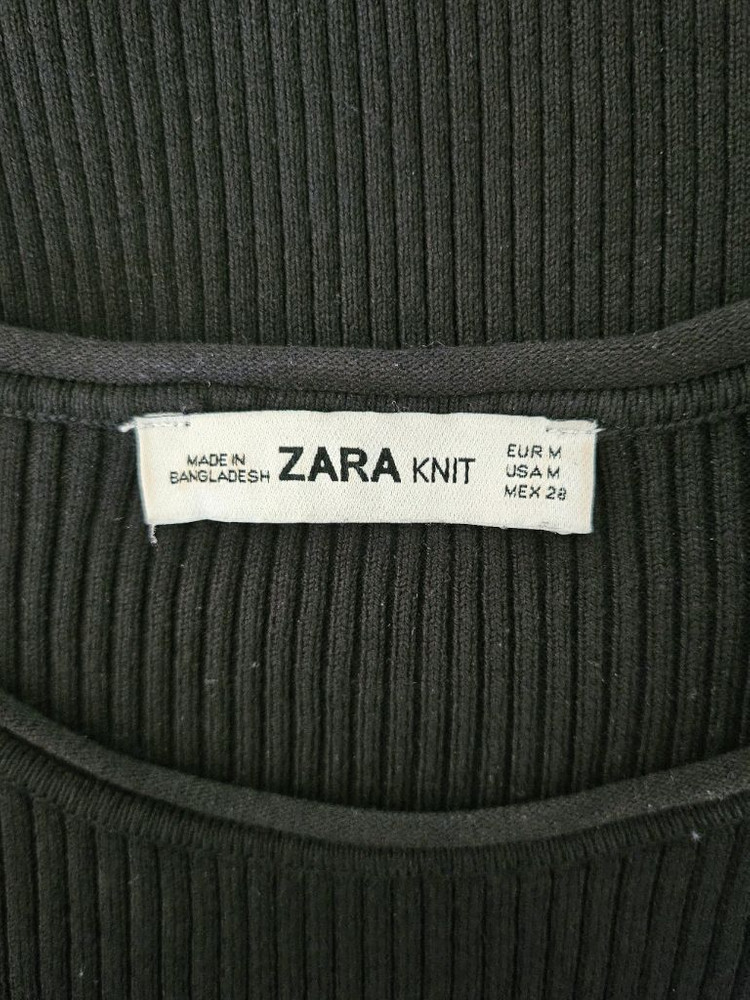 MADE IN
BANGLADESH
ZARA KNIT
EUR M
USA M
MEX 28